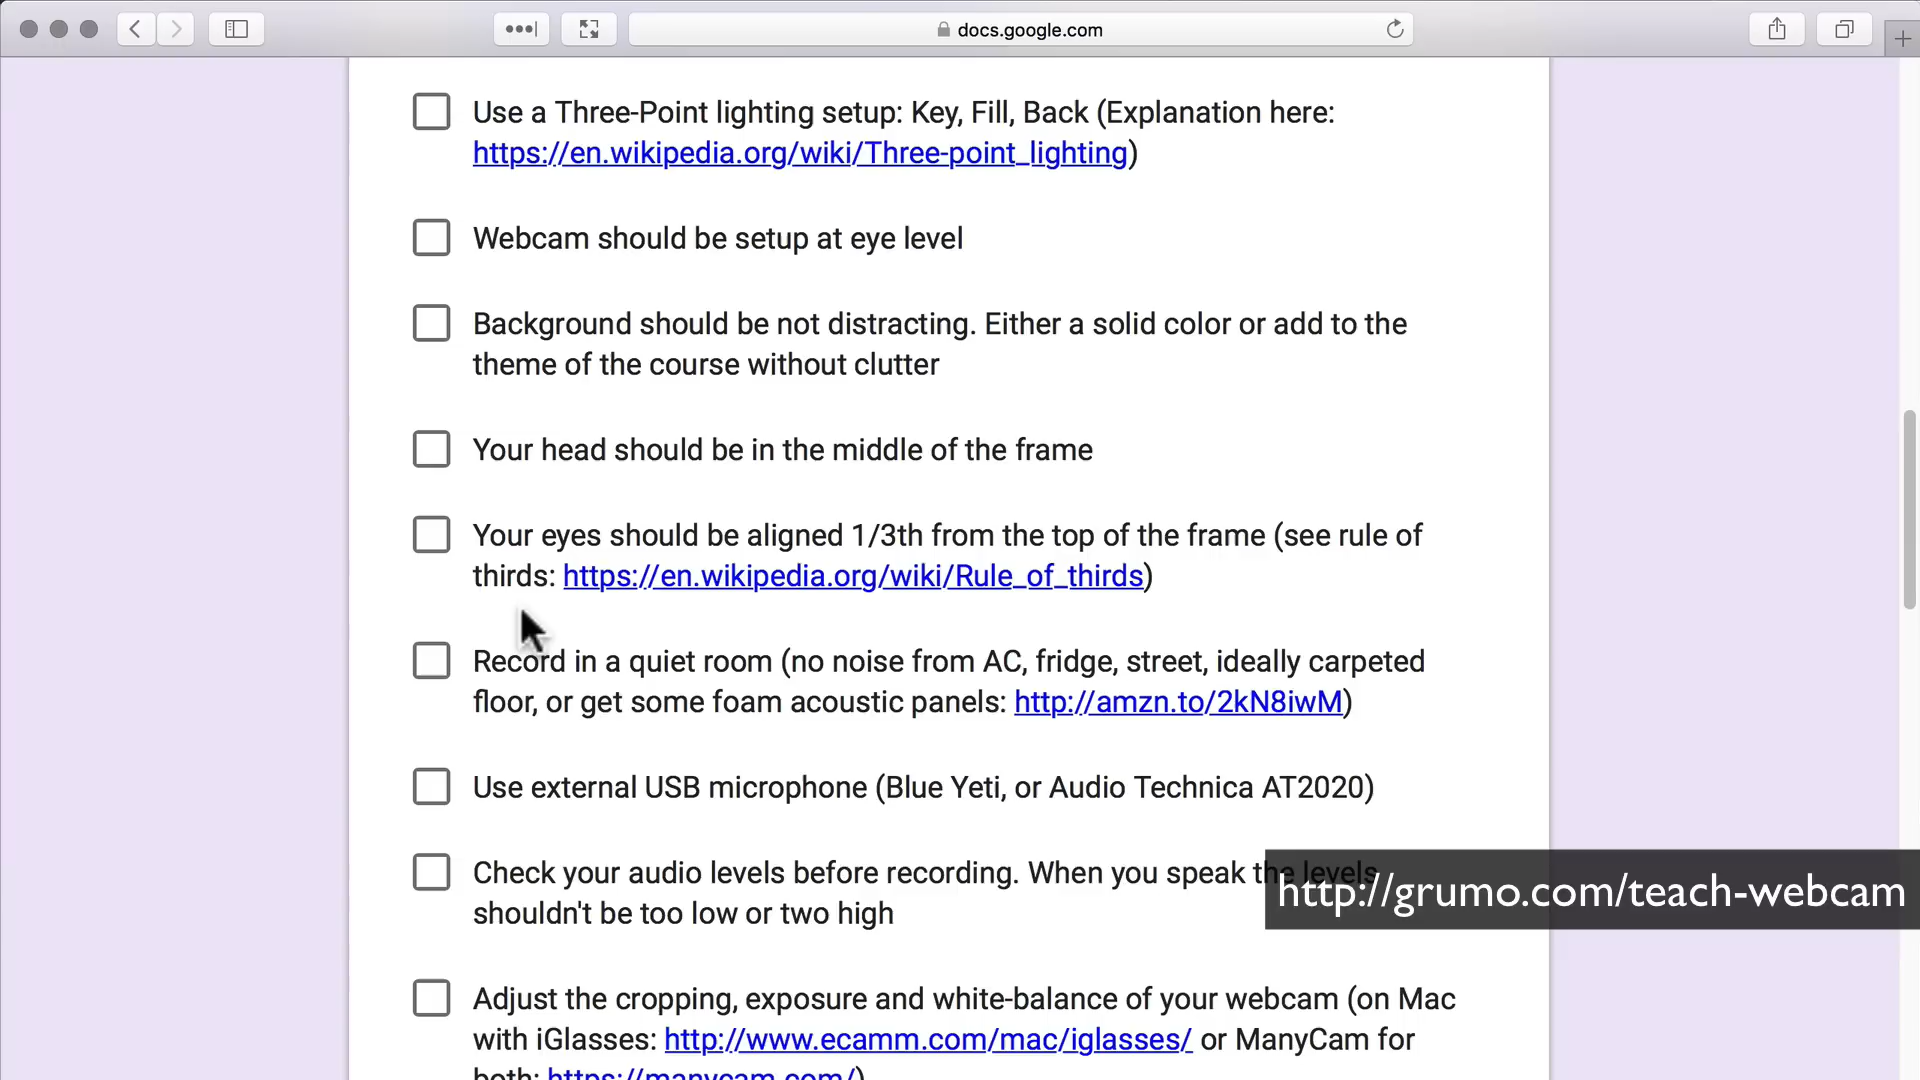 docs.google.com
Use a Three-Point lighting setup: Key, Fill, Back (Explanation here:
https://en.wikipedia.org/wiki/Three-point_lighting)
Webcam should be setup at eye level
Background should be not distracting. Either a solid color or add to the
theme of the course without clutter
Your head should be in the middle of the frame
Your eyes should be aligned 1/3th from the top of the frame (see rule of
thirds: https://en.wikipedia.org/wiki/Rule_of_thirds)
Record in a quiet room (no noise from AC, fridge, street, ideally carpeted
floor, or get some foam acoustic panels: http://amzn.to/2kN8iwM)
Use external USB microphone (Blue Yeti, or Audio Technica AT2020)
Check your audio levels before recording. When you speak the levels
shouldn't be too low or two high
http://grumo.com/teach-webcam
Adjust the cropping, exposure and white-balance of your webcam (on Mac
with iGlasses: http://www.ecamm.com/mac/iglasses/ or ManyCam for
both: https://manycam.com/)